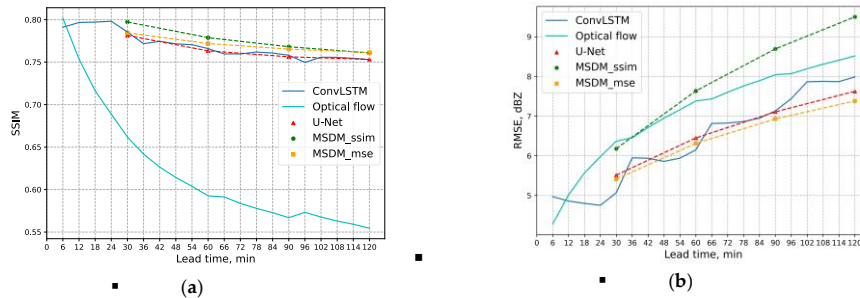 0.80
0.75
0.70
0.65
0.60
0.55
SSIM
ConvLSTM
Optical flow
U-Net
MSDM_ssim
MSDM_mse
0 6 12 18 24 30 36 42 48 54 60 66 72 78 84 90 96 102 108 114 120
Lead time, min
(a)
9
8
7
6
5
RMSE, dBZ
ConvLSTM
Optical flow
U-Net
MSDM_ssim
MSDM_mse
0 6 12 18 24 30 36 42 48 54 60 66 72 78 84 90 96 102 108 114 120
Lead time, min
(b)